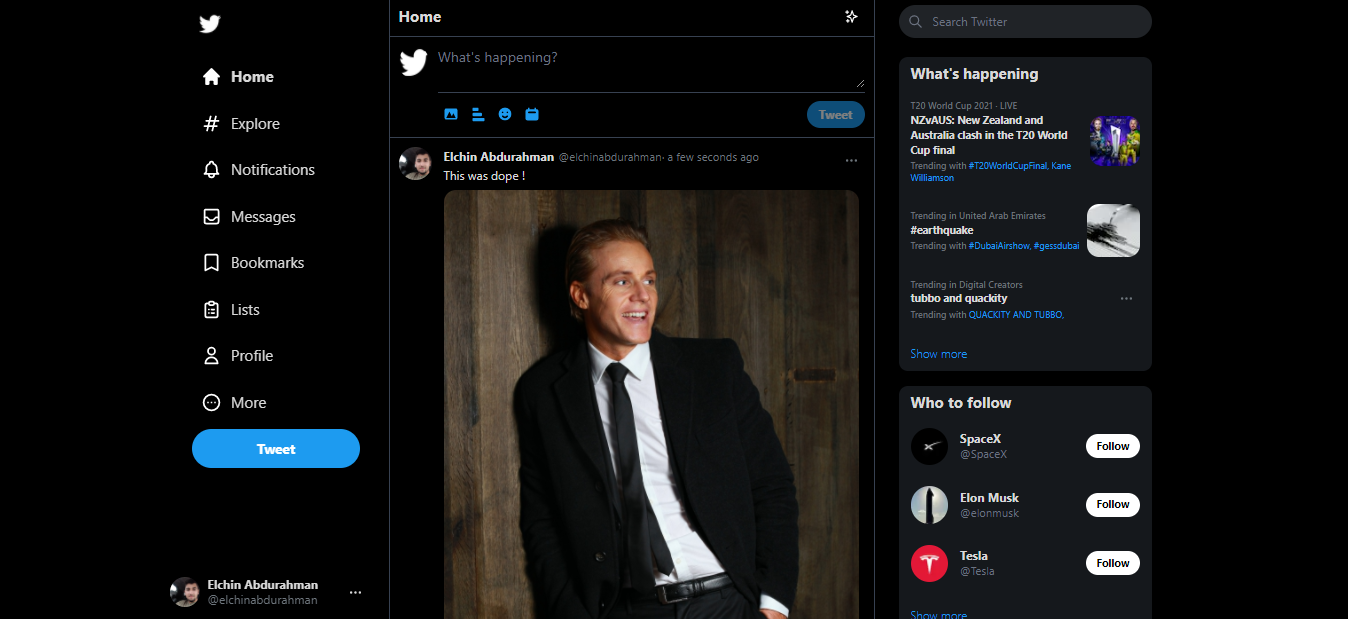 Home
Explore
Notifications
Messages
Bookmarks
Lists
Profile
More
Tweet
Elchin Abdurahman
@elchinabdurahman
Home
What's happening?
Tweet
Elchin Abdurahman @elchinabdurahman· a few seconds ago
This was dope !
Search Twitter
What's happening
T20 World Cup 2021 · LIVE
NZvAUS: New Zealand and
Australia clash in the T20 World
Cup final
Trending with #T20WorldCupFinal, Kane
Williamson
Trending in United Arab Emirates
#earthquake
Trending with #DubaiAirshow, #gessdubai
Trending in Digital Creators
tubbo and quackity
Trending with QUACKITY AND TUBBO,
Show more
Who to follow
SpaceX
@SpaceX
Follow
Elon Musk
@elonmusk
Follow
Tesla
@Tesla
Follow
Show more